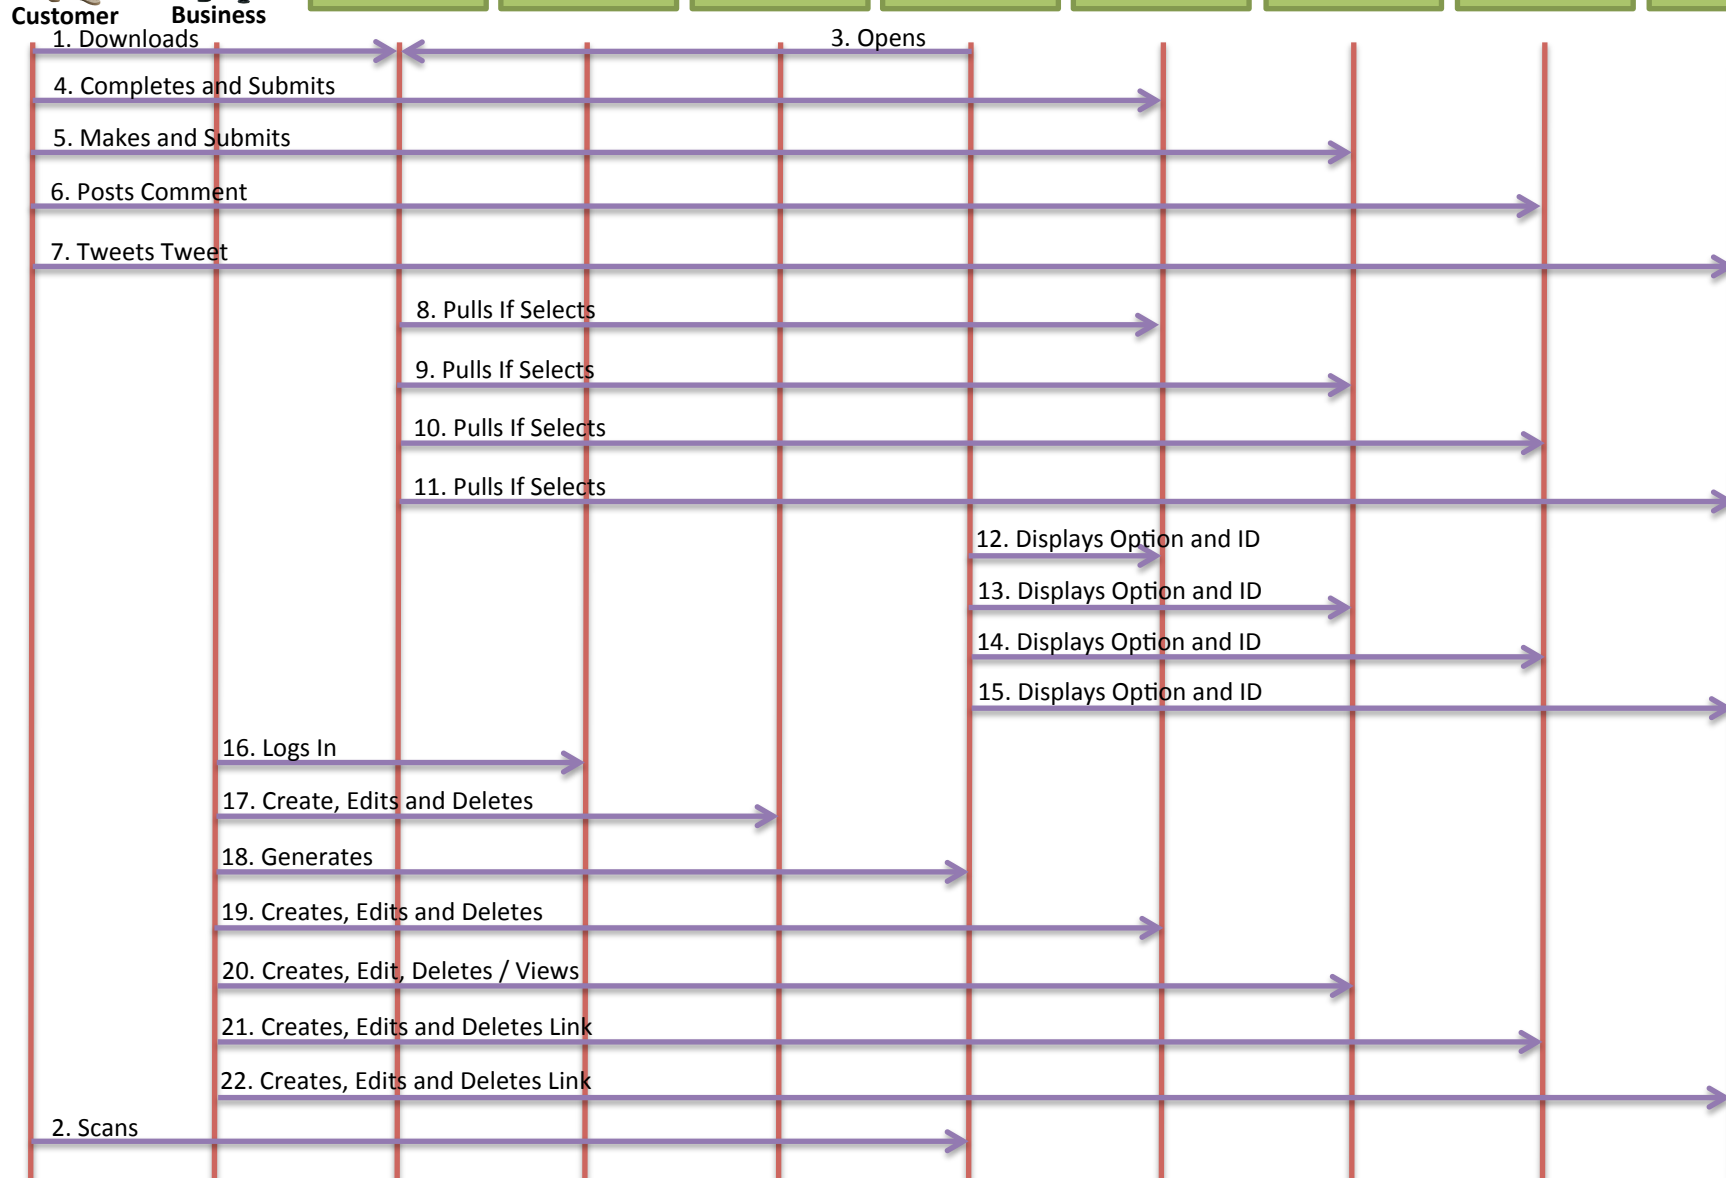 Customer
Business
1. Downloads
3. Opens
4. Completes and Submits
5. Makes and Submits
6. Posts Comment
7. Tweets Tweet
8. Pulls If Selects
9. Pulls If Selects
10. Pulls If Selects
11. Pulls If Selects
12. Displays Option and ID
13. Displays Option and ID
14. Displays Option and ID
15. Displays Option and ID
16. Logs In
17. Create, Edits and Deletes
18. Generates
19. Creates, Edits and Deletes
20. Creates, Edit, Deletes / Views
21. Creates, Edits and Deletes Link
22. Creates, Edits and Deletes Link
2. Scans